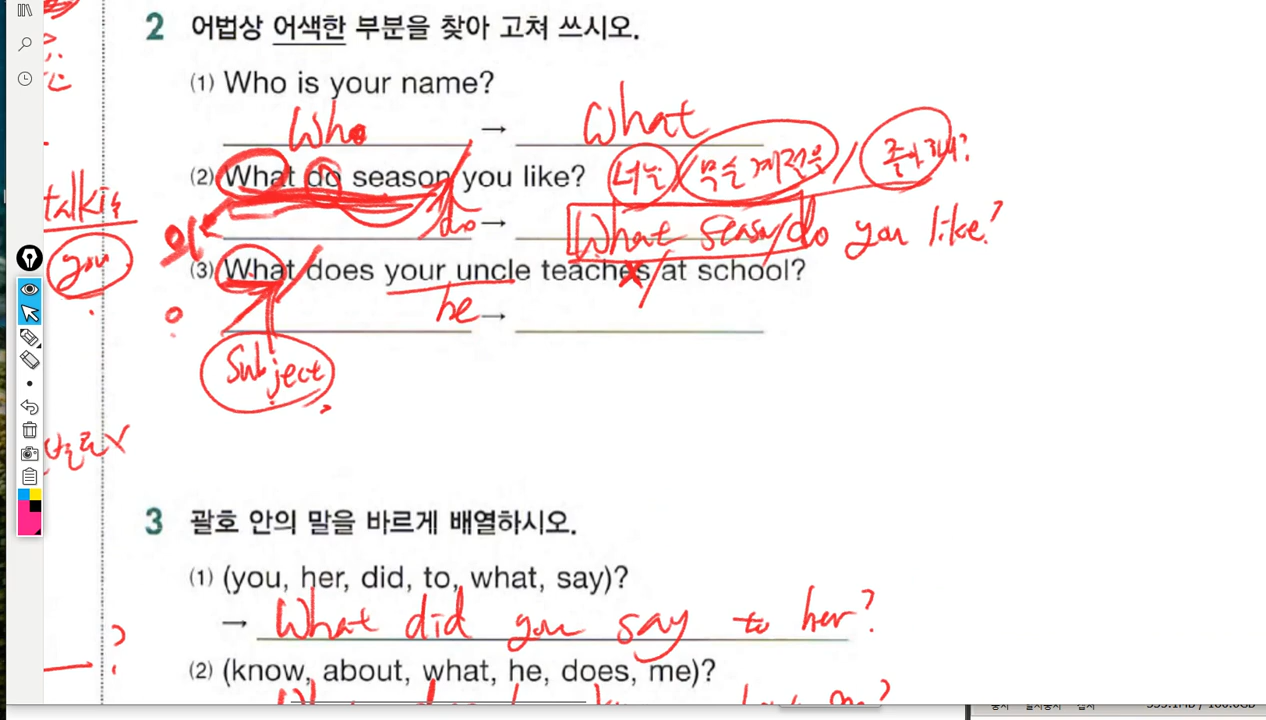 2 어법상 어색한 부분을 찾아 고쳐 쓰시오.
(1) Who is your name?
Who → What
(2) What do season you like? 너는 / 무슨 계절을 / 좋아해?
do → What season do you like?
(3) What does your uncle teaches at school?
he →
Subject
talking
you
3 괄호 안의 말을 바르게 배열하시오.
(1) (you, her, did, to, what, say)?
→ What did you say to her?
(2) (know, about, what, he, does, me)?